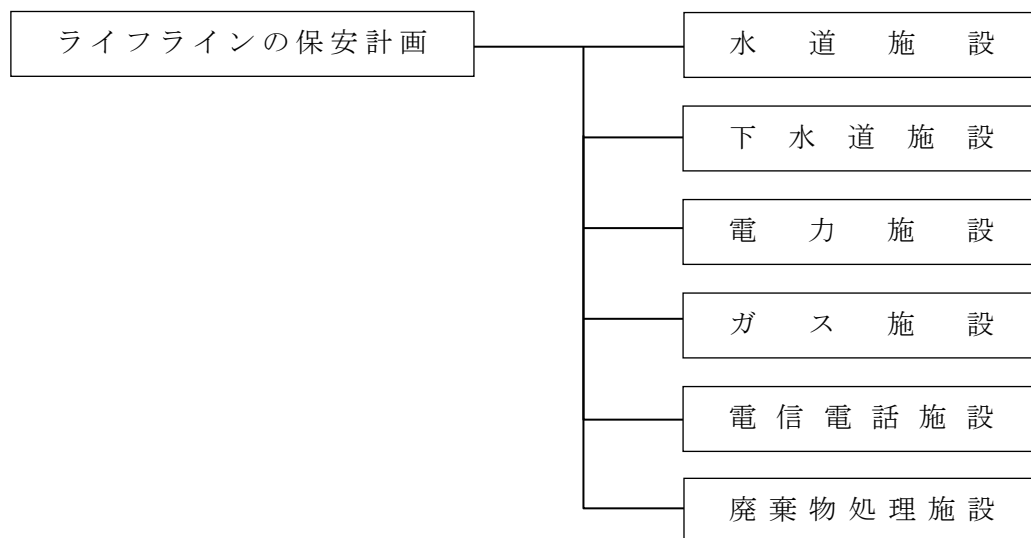 ライフラインの保安計画
水道施設
下水道施設
電力施設
ガス施設
電信電話施設
廃棄物処理施設